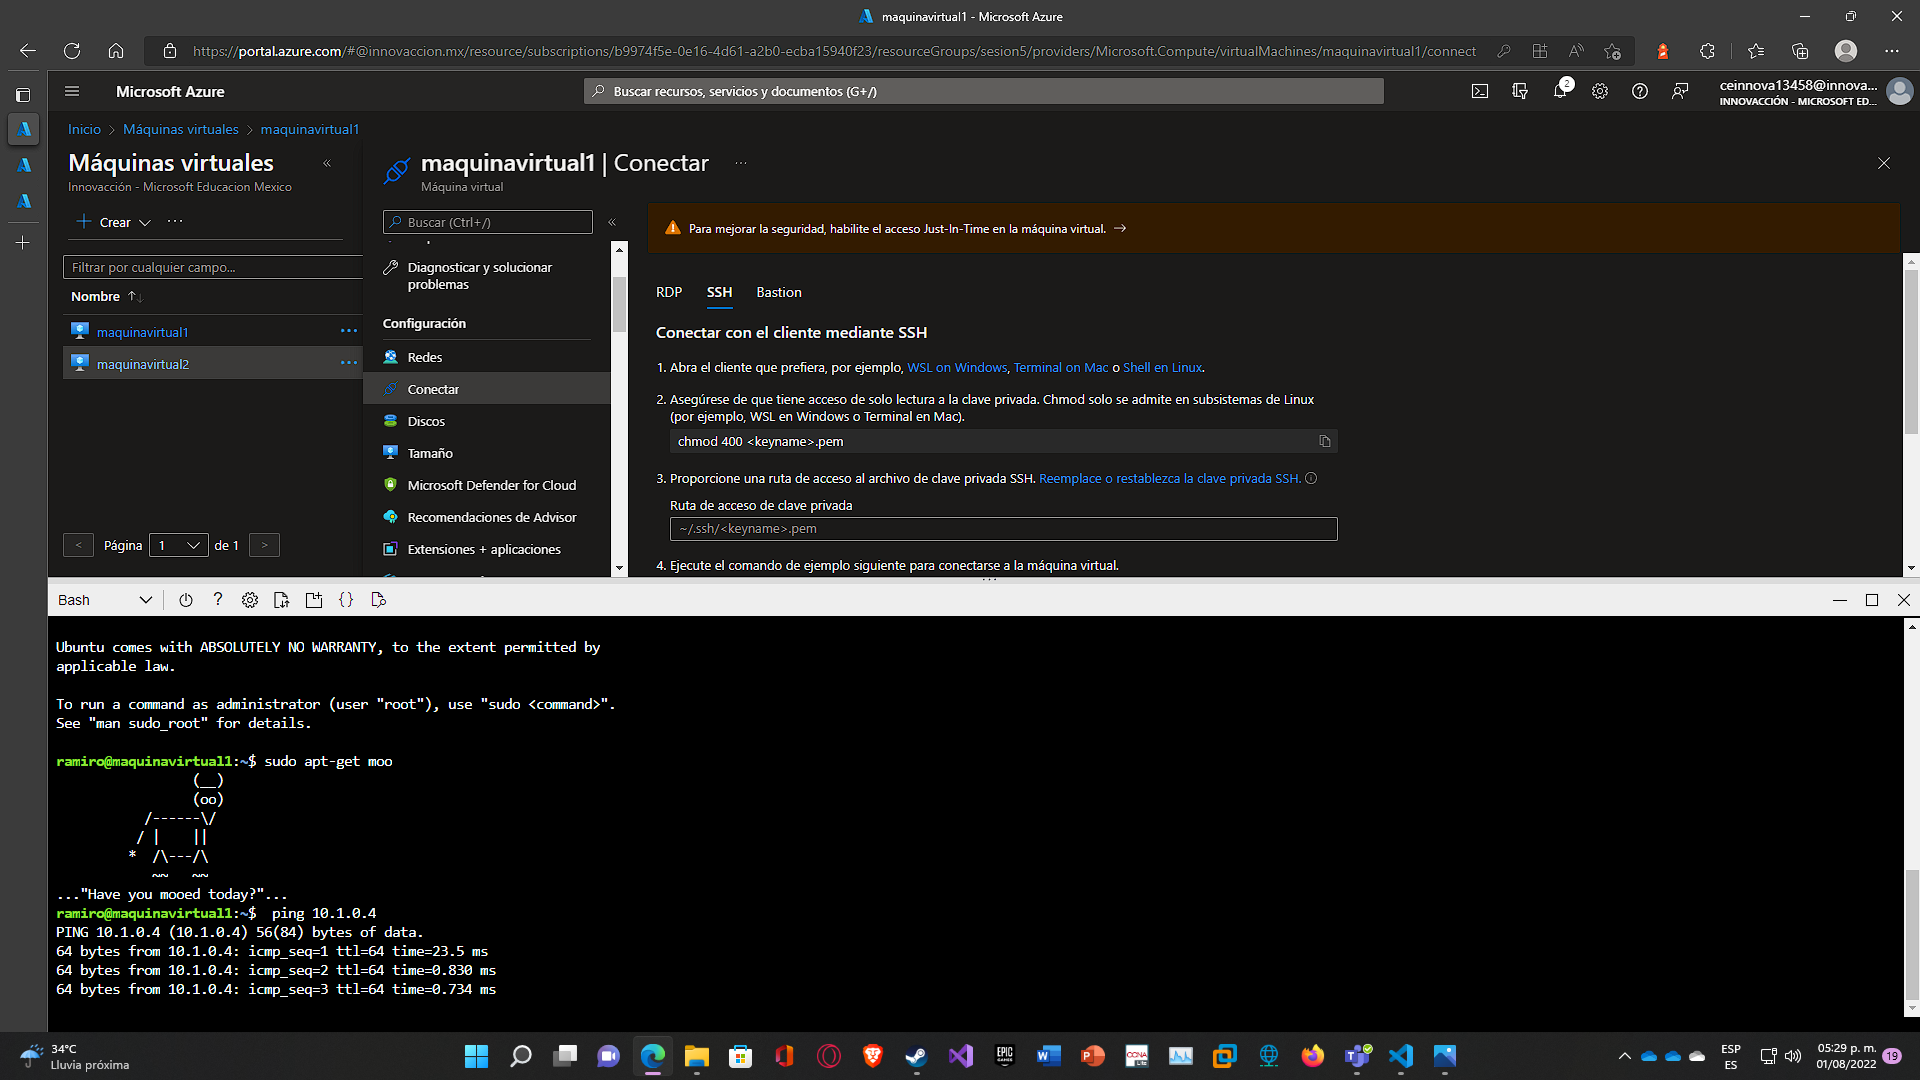 maquinavirtual1 - Microsoft Azure
https://portal.azure.com/#@innovaccion.mx/resource/subscriptions/b9974f5e-0e16-4d61-a2b0-ecba15940f23/resourceGroups/sesion5/providers/Microsoft.Compute/virtualMachines/maquinavirtual1/connect
Microsoft Azure
Buscar recursos, servicios y documentos (G+/)
2
ceinnova13458@innova...
INNOVACCIÓN - MICROSOFT ED...
Inicio > Máquinas virtuales > maquinavirtual1
Máquinas virtuales
Innovacción - Microsoft Educacion Mexico
+ Crear
Filtrar por cualquier campo...
Nombre
maquinavirtual1
maquinavirtual2
< Página 1 de 1 >
maquinavirtual1 | Conectar
Máquina virtual
Buscar (Ctrl+/)
Diagnosticar y solucionar
problemas
Configuración
Redes
Conectar
Discos
Tamaño
Microsoft Defender for Cloud
Recomendaciones de Advisor
Extensiones + aplicaciones
Para mejorar la seguridad, habilite el acceso Just-In-Time en la máquina virtual. →
RDP SSH Bastion
Conectar con el cliente mediante SSH
1. Abra el cliente que prefiera, por ejemplo, WSL on Windows, Terminal on Mac o Shell en Linux.
2. Asegúrese de que tiene acceso de solo lectura a la clave privada. Chmod solo se admite en subsistemas de Linux
(por ejemplo, WSL en Windows o Terminal en Mac).
chmod 400 <keyname>.pem
3. Proporcione una ruta de acceso al archivo de clave privada SSH. Reemplace o restablezca la clave privada SSH.
Ruta de acceso de clave privada
~/.ssh/<keyname>.pem
4. Ejecute el comando de ejemplo siguiente para conectarse a la máquina virtual.
Bash
Ubuntu comes with ABSOLUTELY NO WARRANTY, to the extent permitted by
applicable law.
To run a command as administrator (user "root"), use "sudo <command>".
See "man sudo_root" for details.
ramiro@maquinavirtual1:~$ sudo apt-get moo
                 (__)
                 (oo)
           /------\/
          / |    ||
         *  /\---/\
            ~~   ~~
..."Have you mooed today?"...
ramiro@maquinavirtual1:~$  ping 10.1.0.4
PING 10.1.0.4 (10.1.0.4) 56(84) bytes of data.
64 bytes from 10.1.0.4: icmp_seq=1 ttl=64 time=23.5 ms
64 bytes from 10.1.0.4: icmp_seq=2 ttl=64 time=0.830 ms
64 bytes from 10.1.0.4: icmp_seq=3 ttl=64 time=0.734 ms
34°C
Lluvia próxima
EPIC
GAMES
CCNA
Lite
ESP
ES
05:29 p. m.
01/08/2022
19